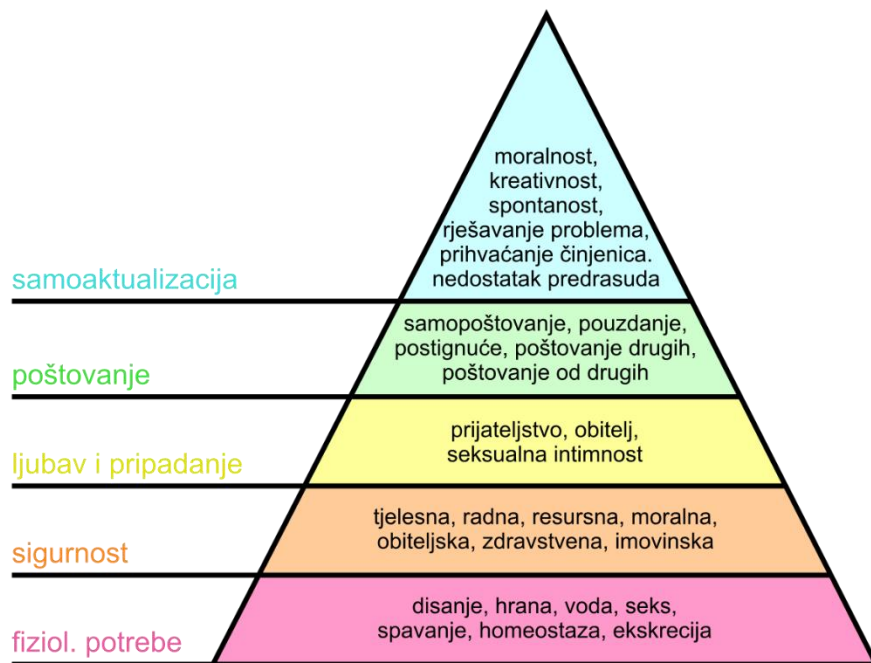 moralnost,
kreativnost,
spontanost,
rješavanje problema,
prihvaćanje činjenica.
nedostatak predrasuda
samoaktualizacija
samopoštovanje, pouzdanje,
postignuće, poštovanje drugih,
poštovanje od drugih
poštovanje
prijateljstvo, obitelj,
seksualna intimnost
ljubav i pripadanje
tjelesna, radna, resursna, moralna,
obiteljska, zdravstvena, imovinska
sigurnost
disanje, hrana, voda, seks,
spavanje, homeostaza, ekskrecija
fiziol. potrebe